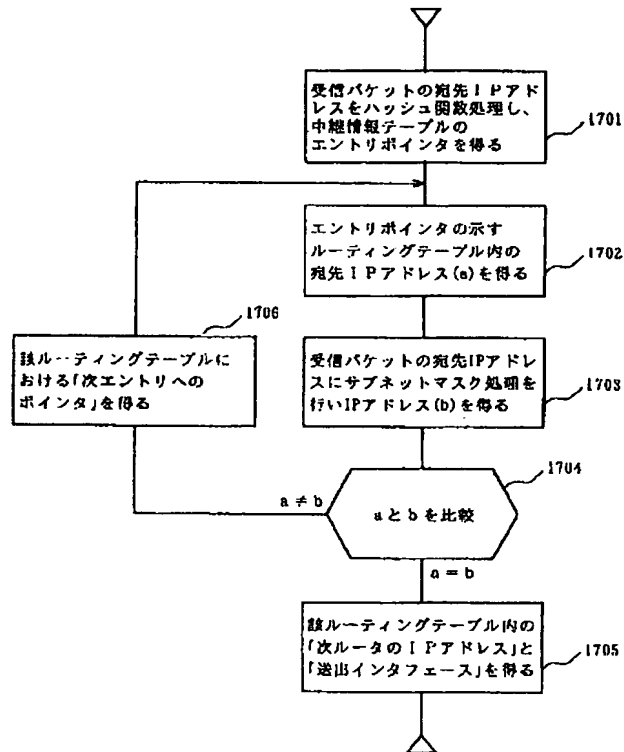 受信パケットの宛先ＩＰアド
レスをハッシュ関数処理し、
中継情報テーブルの
エントリポインタを得る
1701
エントリポインタの示す
ルーティングテーブル内の
宛先ＩＰアドレス(a)を得る
1702
1706
該ルーティングテーブルに
おける「次エントリへの
ポインタ」を得る
受信パケットの宛先IPアドレ
スにサブネットマスク処理を
行いIPアドレス(b)を得る
1703
1704
a ≠ b
aとbを比較
a = b
該ルーティングテーブル内の
「次ルータのＩＰアドレス」と
「送出インタフェース」を得る
1705